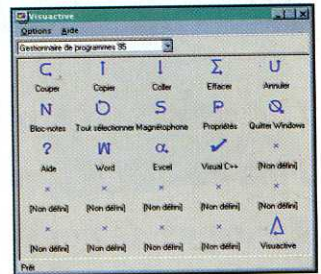 Visuactive
Options Aide
Gestionnaire de programmes 95
Couper Copier Coller Effacer Annuler
N O S P
Bloc-notes Tout sélectionner Magnétophone Propriétés Quitter Windows
? W α ✓ ×
Aide Word Excel Visual C++ [Non défini]
× × × × ×
[Non défini] [Non défini] [Non défini] [Non défini] [Non défini]
× × × ×
[Non défini] [Non défini] [Non défini] [Non défini] Visuactive
Prêt